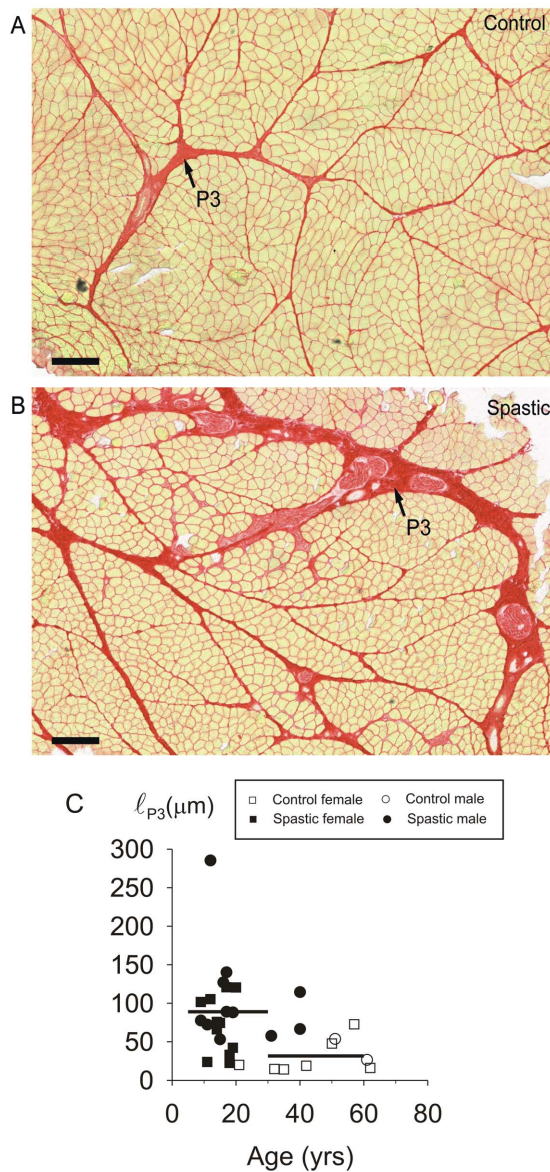 A
Control
P3
B
Spastic
P3
C
ℓP3(μm)
□ Control female ○ Control male
■ Spastic female ● Spastic male
300
250
200
150
100
50
0
0 20 40 60 80
Age (yrs)